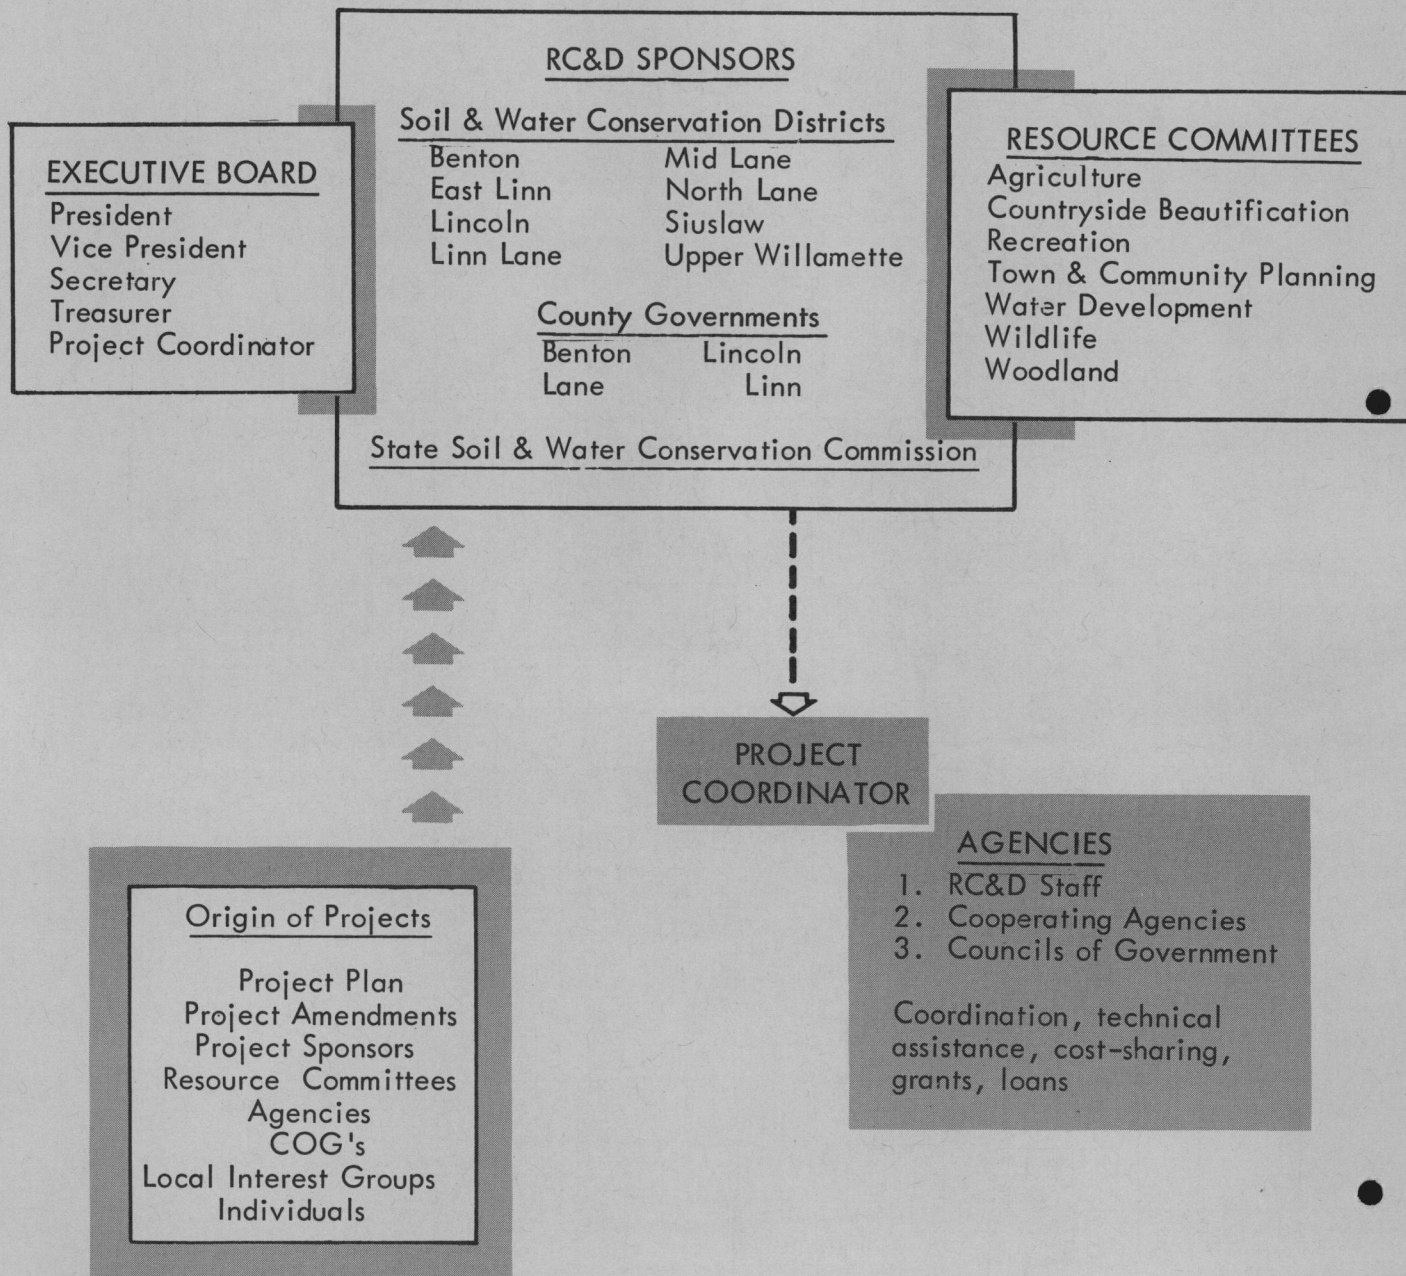 RC&D SPONSORS
Soil & Water Conservation Districts
Benton Mid Lane
East Linn North Lane
Lincoln Siuslaw
Linn Lane Upper Willamette
County Governments
Benton Lincoln
Lane Linn
State Soil & Water Conservation Commission
EXECUTIVE BOARD
President
Vice President
Secretary
Treasurer
Project Coordinator
RESOURCE COMMITTEES
Agriculture
Countryside Beautification
Recreation
Town & Community Planning
Water Development
Wildlife
Woodland
PROJECT
COORDINATOR
AGENCIES
1. RC&D Staff
2. Cooperating Agencies
3. Councils of Government
Coordination, technical
assistance, cost-sharing,
grants, loans
Origin of Projects
Project Plan
Project Amendments
Project Sponsors
Resource Committees
Agencies
COG's
Local Interest Groups
Individuals